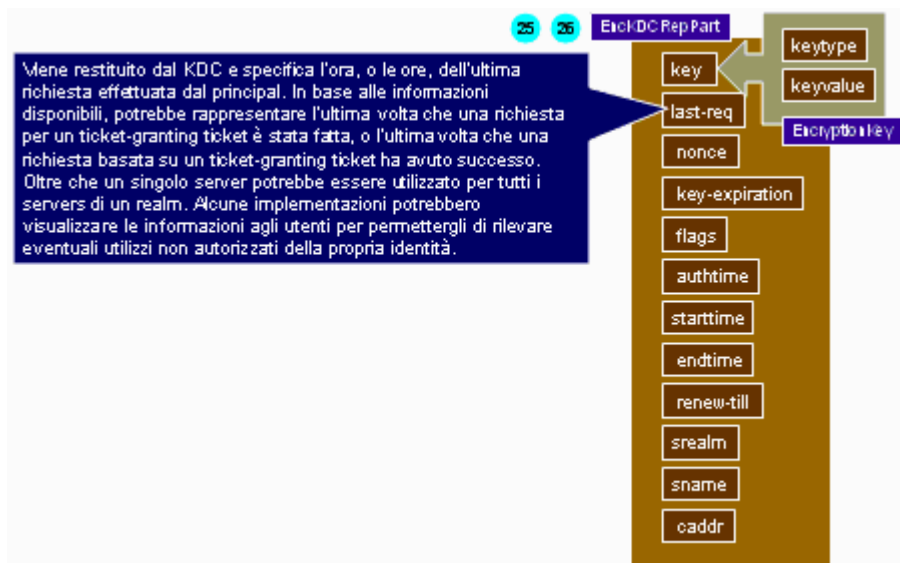 25 26 EncKDCRepPart
Viene restituito dal KDC e specifica l'ora, o le ore, dell'ultima
richiesta effettuata dal principal. In base alle informazioni
disponibili, potrebbe rappresentare l'ultima volta che una richiesta
per un ticket-granting ticket è stata fatta, o l'ultima volta che una
richiesta basata su un ticket-granting ticket ha avuto successo.
Oltre che un singolo server potrebbe essere utilizzato per tutti i
servers di un realm. Alcune implementazioni potrebbero
visualizzare le informazioni agli utenti per permettergli di rilevare
eventuali utilizzi non autorizzati della propria identità.
key
keytype
keyvalue
EncryptionKey
last-req
nonce
key-expiration
flags
authtime
starttime
endtime
renew-till
srealm
sname
caddr